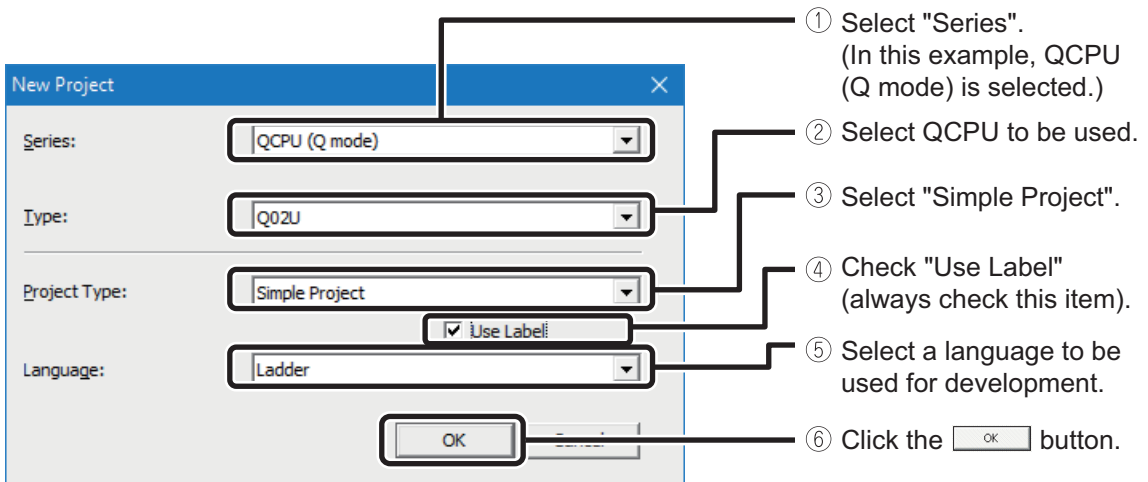 ① Select "Series".
(In this example, QCPU
(Q mode) is selected.)
New Project
Series:
QCPU (Q mode)
② Select QCPU to be used.
Type:
Q02U
③ Select "Simple Project".
Project Type:
Simple Project
④ Check "Use Label"
(always check this item).
Use Label
Language:
Ladder
⑤ Select a language to be
used for development.
OK
⑥ Click the OK button.